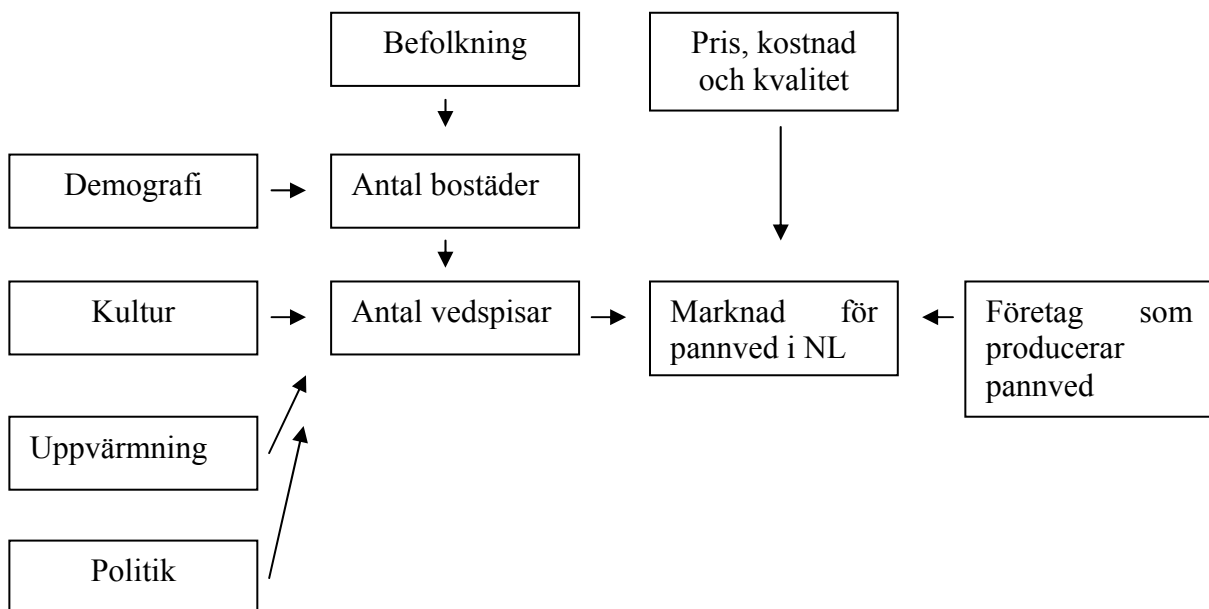 Befolkning
Pris, kostnad
och kvalitet
Demografi
Antal bostäder
Kultur
Antal vedspisar
Marknad för
pannved i NL
Företag som
producerar
pannved
Uppvärmning
Politik